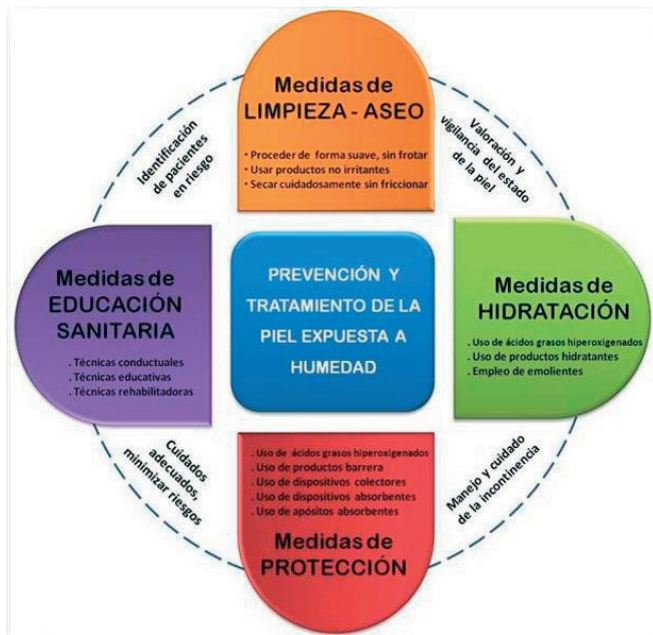 Medidas de
LIMPIEZA - ASEO
• Proceder de forma suave, sin frotar
• Usar productos no irritantes
• Secar cuidadosamente sin friccionar
Identificación
de pacientes
en riesgo
Valoración y
vigilancia del estado
de la piel
Medidas de
EDUCACIÓN
SANITARIA
. Técnicas conductuales
. Técnicas educativas
. Técnicas rehabilitadoras
PREVENCIÓN Y
TRATAMIENTO DE LA
PIEL EXPUESTA A
HUMEDAD
Medidas de
HIDRATACIÓN
. Uso de ácidos grasos hiperoxigenados
. Uso de productos hidratantes
. Empleo de emolientes
Cuidados
adecuados,
minimizar riesgos
. Uso de ácidos grasos hiperoxigenados
. Uso de productos barrera
. Uso de dispositivos colectores
. Uso de dispositivos absorbentes
. Uso de apósitos absorbentes
Medidas de
PROTECCIÓN
Manejo y cuidado
de la incontinencia